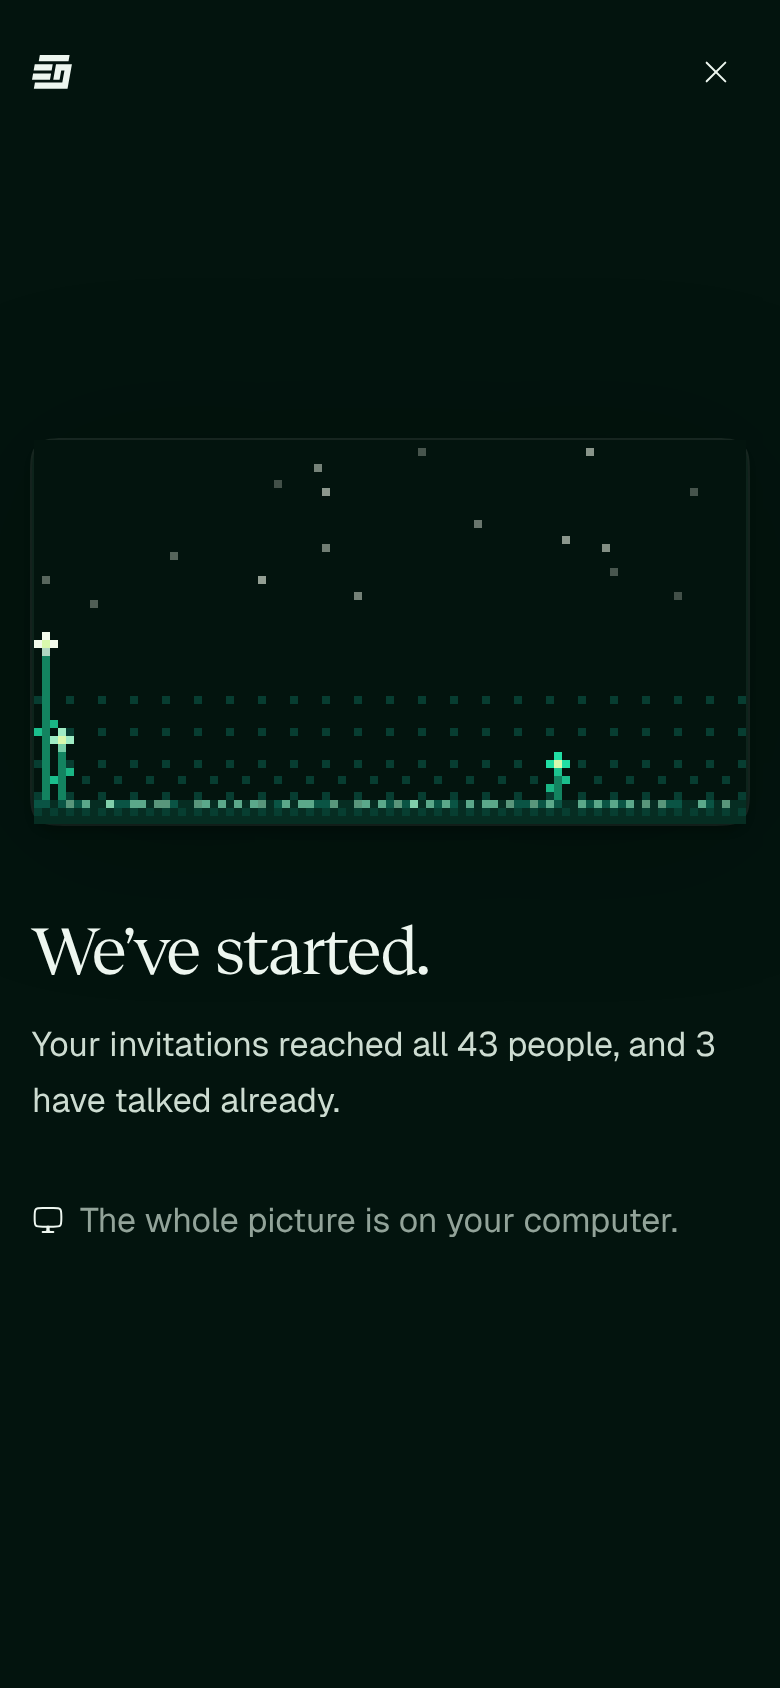 We’ve started.
Your invitations reached all 43 people, and 3
have talked already.
The whole picture is on your computer.